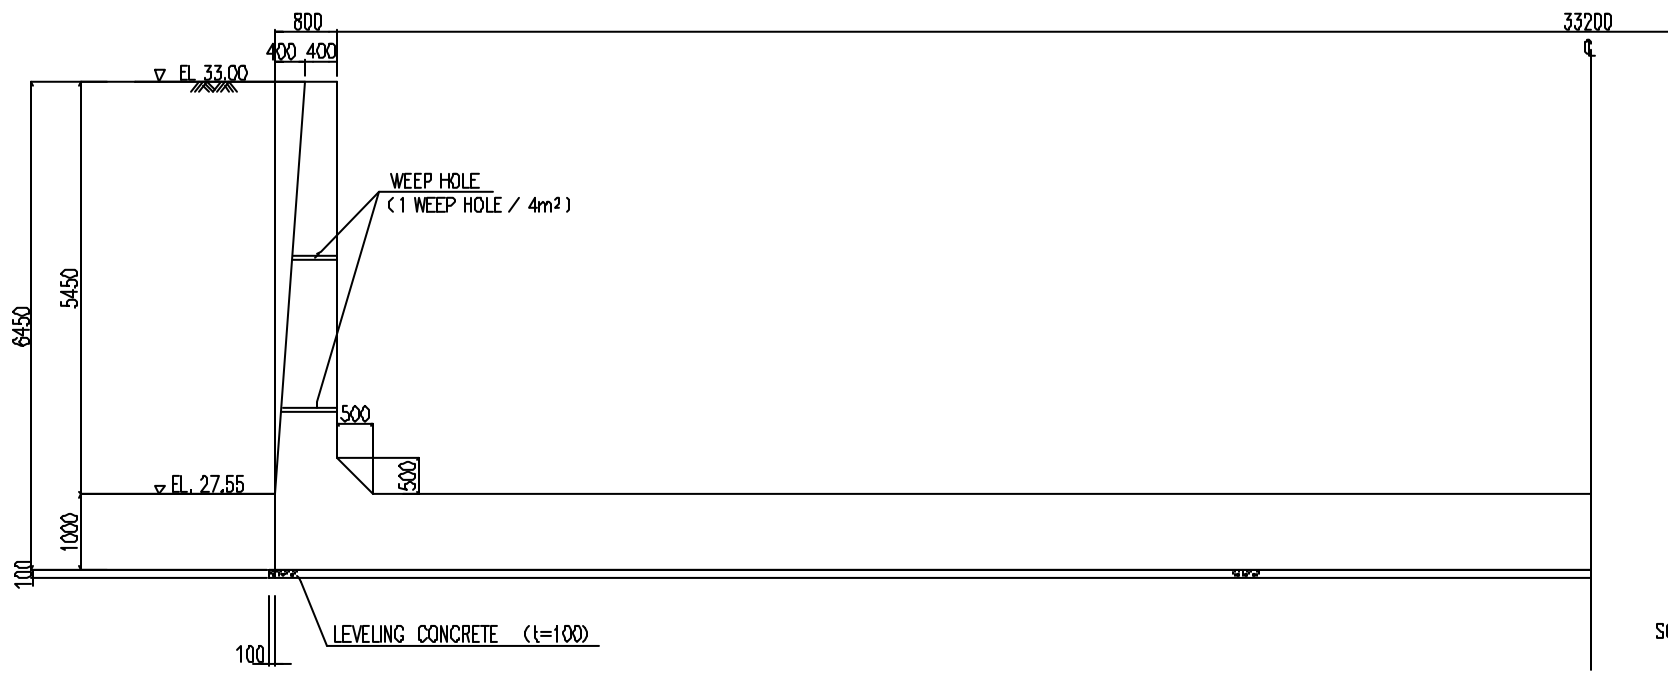 800
33200
400 400
℄
EL 33.00
WEEP HOLE
(1 WEEP HOLE / 4m²)
5450
6450
500
500
EL. 27.55
1000
100
LEVELING CONCRETE (t=100)
100